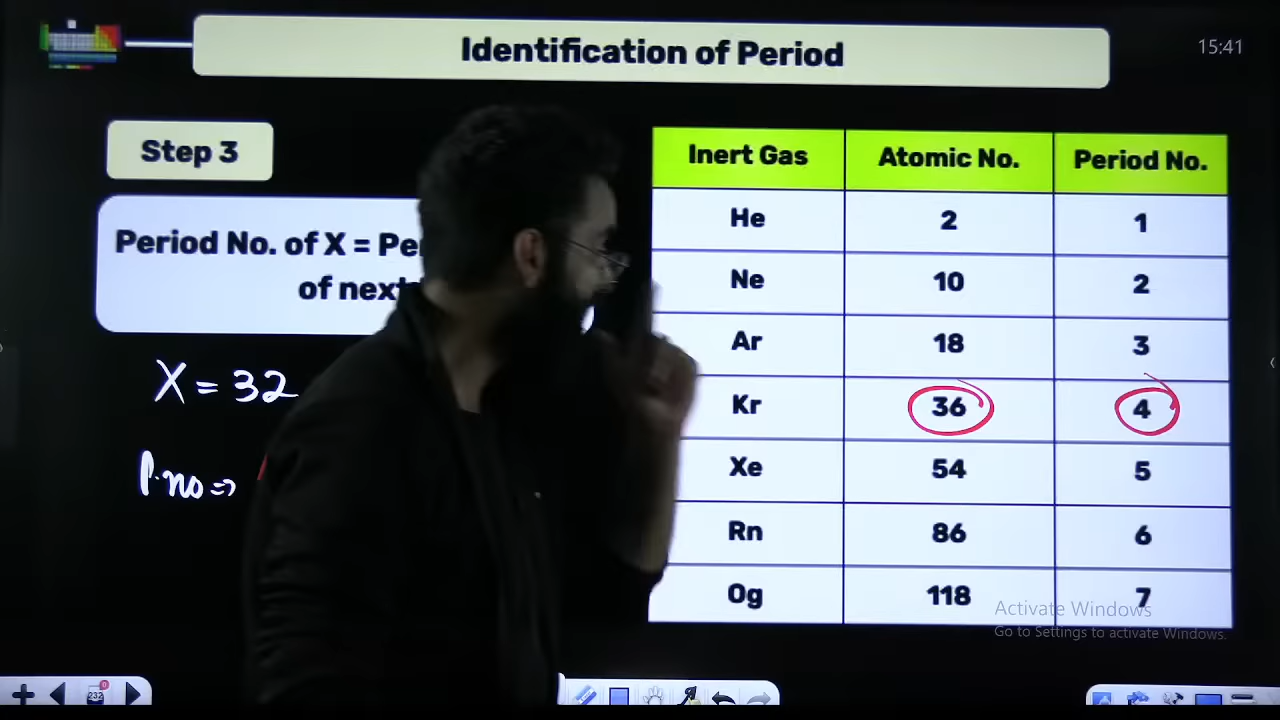 Identification of Period
15:41
Step 3
Period No. of X =
of next
X = 32
P.no =>
Inert Gas Atomic No. Period No.
He 2 1
Ne 10 2
Ar 18 3
Kr 36 4
Xe 54 5
Rn 86 6
Og 118 7
Activate Windows
Go to Settings to activate Windows.
232